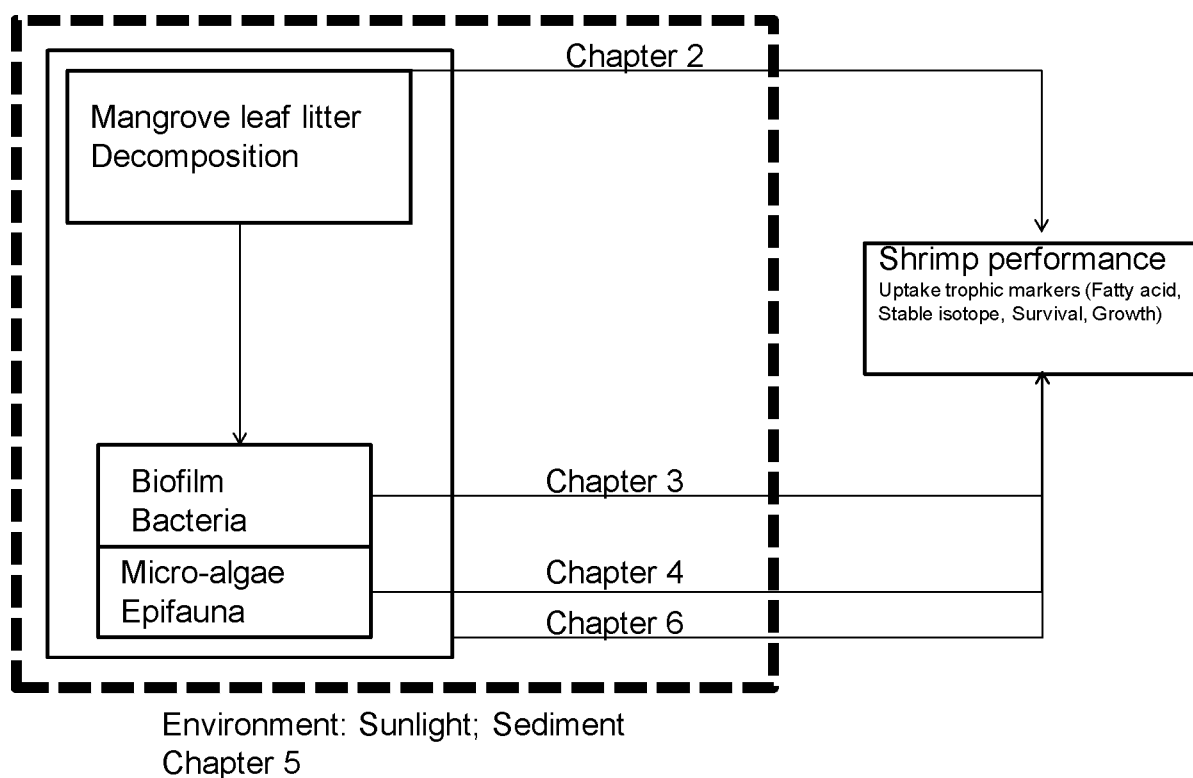 Chapter 2
Mangrove leaf litter
Decomposition
Shrimp performance
Uptake trophic markers (Fatty acid,
Stable isotope, Survival, Growth)
Biofilm
Bacteria
Chapter 3
Micro-algae
Epifauna
Chapter 4
Chapter 6
Environment: Sunlight; Sediment
Chapter 5